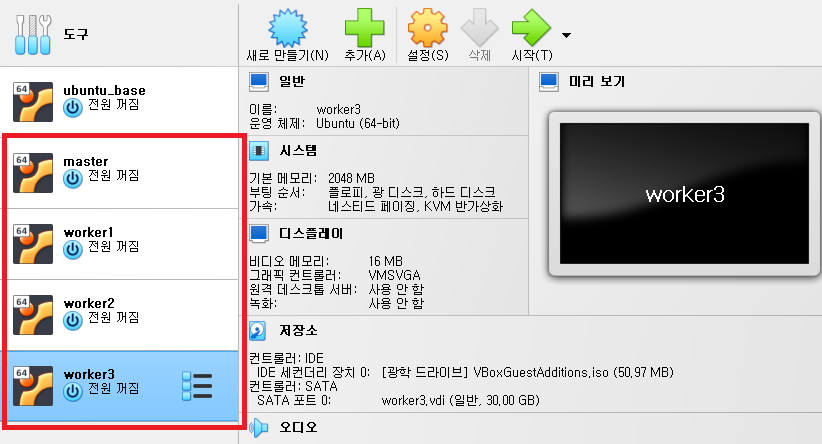 도구
새로 만들기(N) 추가(A) 설정(S) 삭제 시작(T)
64 ubuntu_base
전원 꺼짐
64 master
전원 꺼짐
64 worker1
전원 꺼짐
64 worker2
전원 꺼짐
64 worker3
전원 꺼짐
일반
이름: worker3
운영 체제: Ubuntu (64-bit)
시스템
기본 메모리: 2048 MB
부팅 순서: 플로피, 광 디스크, 하드 디스크
가속: 네스티드 페이징, KVM 반가상화
디스플레이
비디오 메모리: 16 MB
그래픽 컨트롤러: VMSVGA
원격 데스크톱 서버: 사용 안 함
녹화: 사용 안 함
저장소
컨트롤러: IDE
IDE 세컨더리 장치 0: [광학 드라이브] VBoxGuestAdditions.iso (50.97 MB)
컨트롤러: SATA
SATA 포트 0: worker3.vdi (일반, 30.00 GB)
오디오
미리 보기
worker3